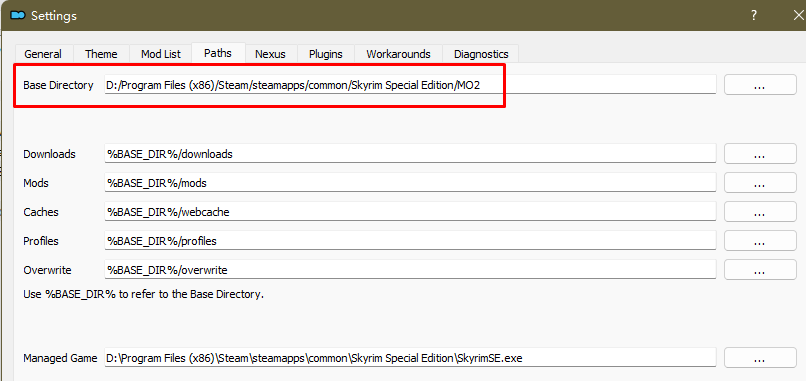 Settings
?
General Theme Mod List Paths Nexus Plugins Workarounds Diagnostics
Base Directory D:/Program Files (x86)/Steam/steamapps/common/Skyrim Special Edition/MO2 ...
Downloads %BASE_DIR%/downloads ...
Mods %BASE_DIR%/mods ...
Caches %BASE_DIR%/webcache ...
Profiles %BASE_DIR%/profiles ...
Overwrite %BASE_DIR%/overwrite ...
Use %BASE_DIR% to refer to the Base Directory.
Managed Game D:\Program Files (x86)\Steam\steamapps\common\Skyrim Special Edition\SkyrimSE.exe ...